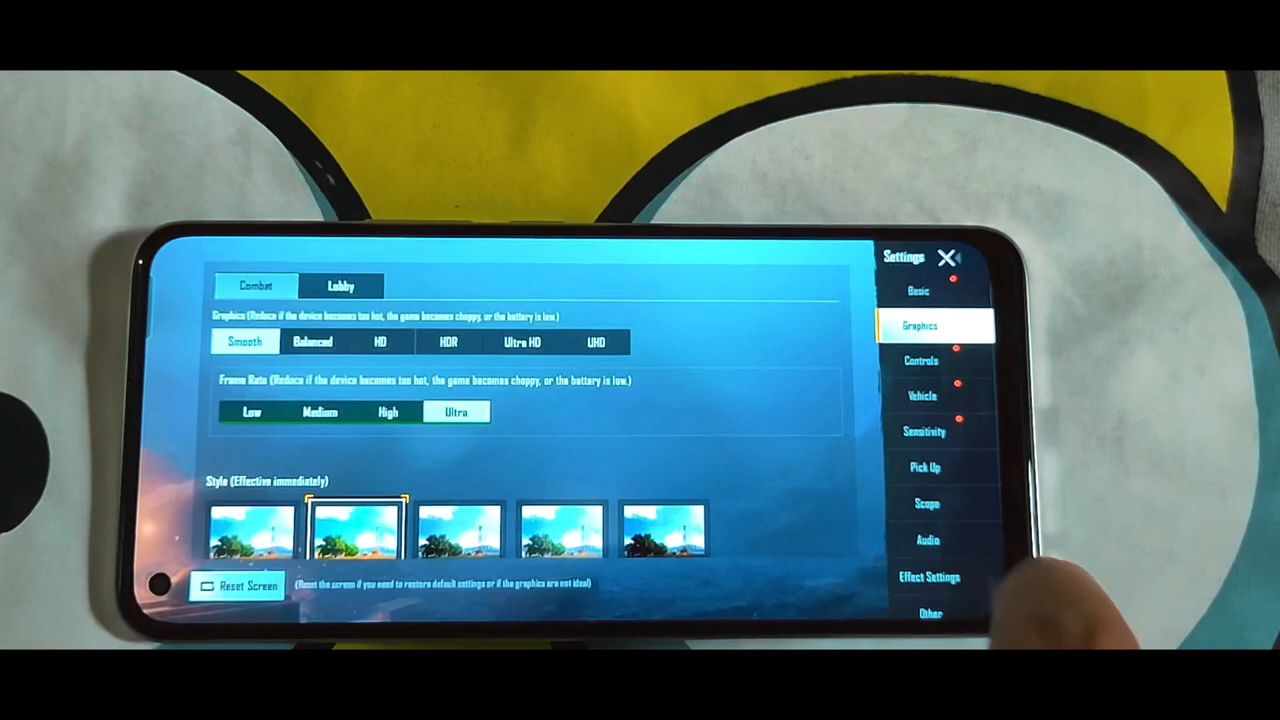 Settings
Combat Lobby
Basic
Graphics (Reduce if the device becomes too hot, the game becomes choppy, or the battery is low.)
Graphics
Smooth Balanced HD HDR Ultra HD UHD
Controls
Frame Rate (Reduce if the device becomes too hot, the game becomes choppy, or the battery is low.)
Vehicle
Low Medium High Ultra
Sensitivity
Pick Up
Style (Effective immediately)
Scope
Audio
Effect Settings
Reset Screen (Reset the screen if you need to restore default settings or if the graphics are not ideal)
Other